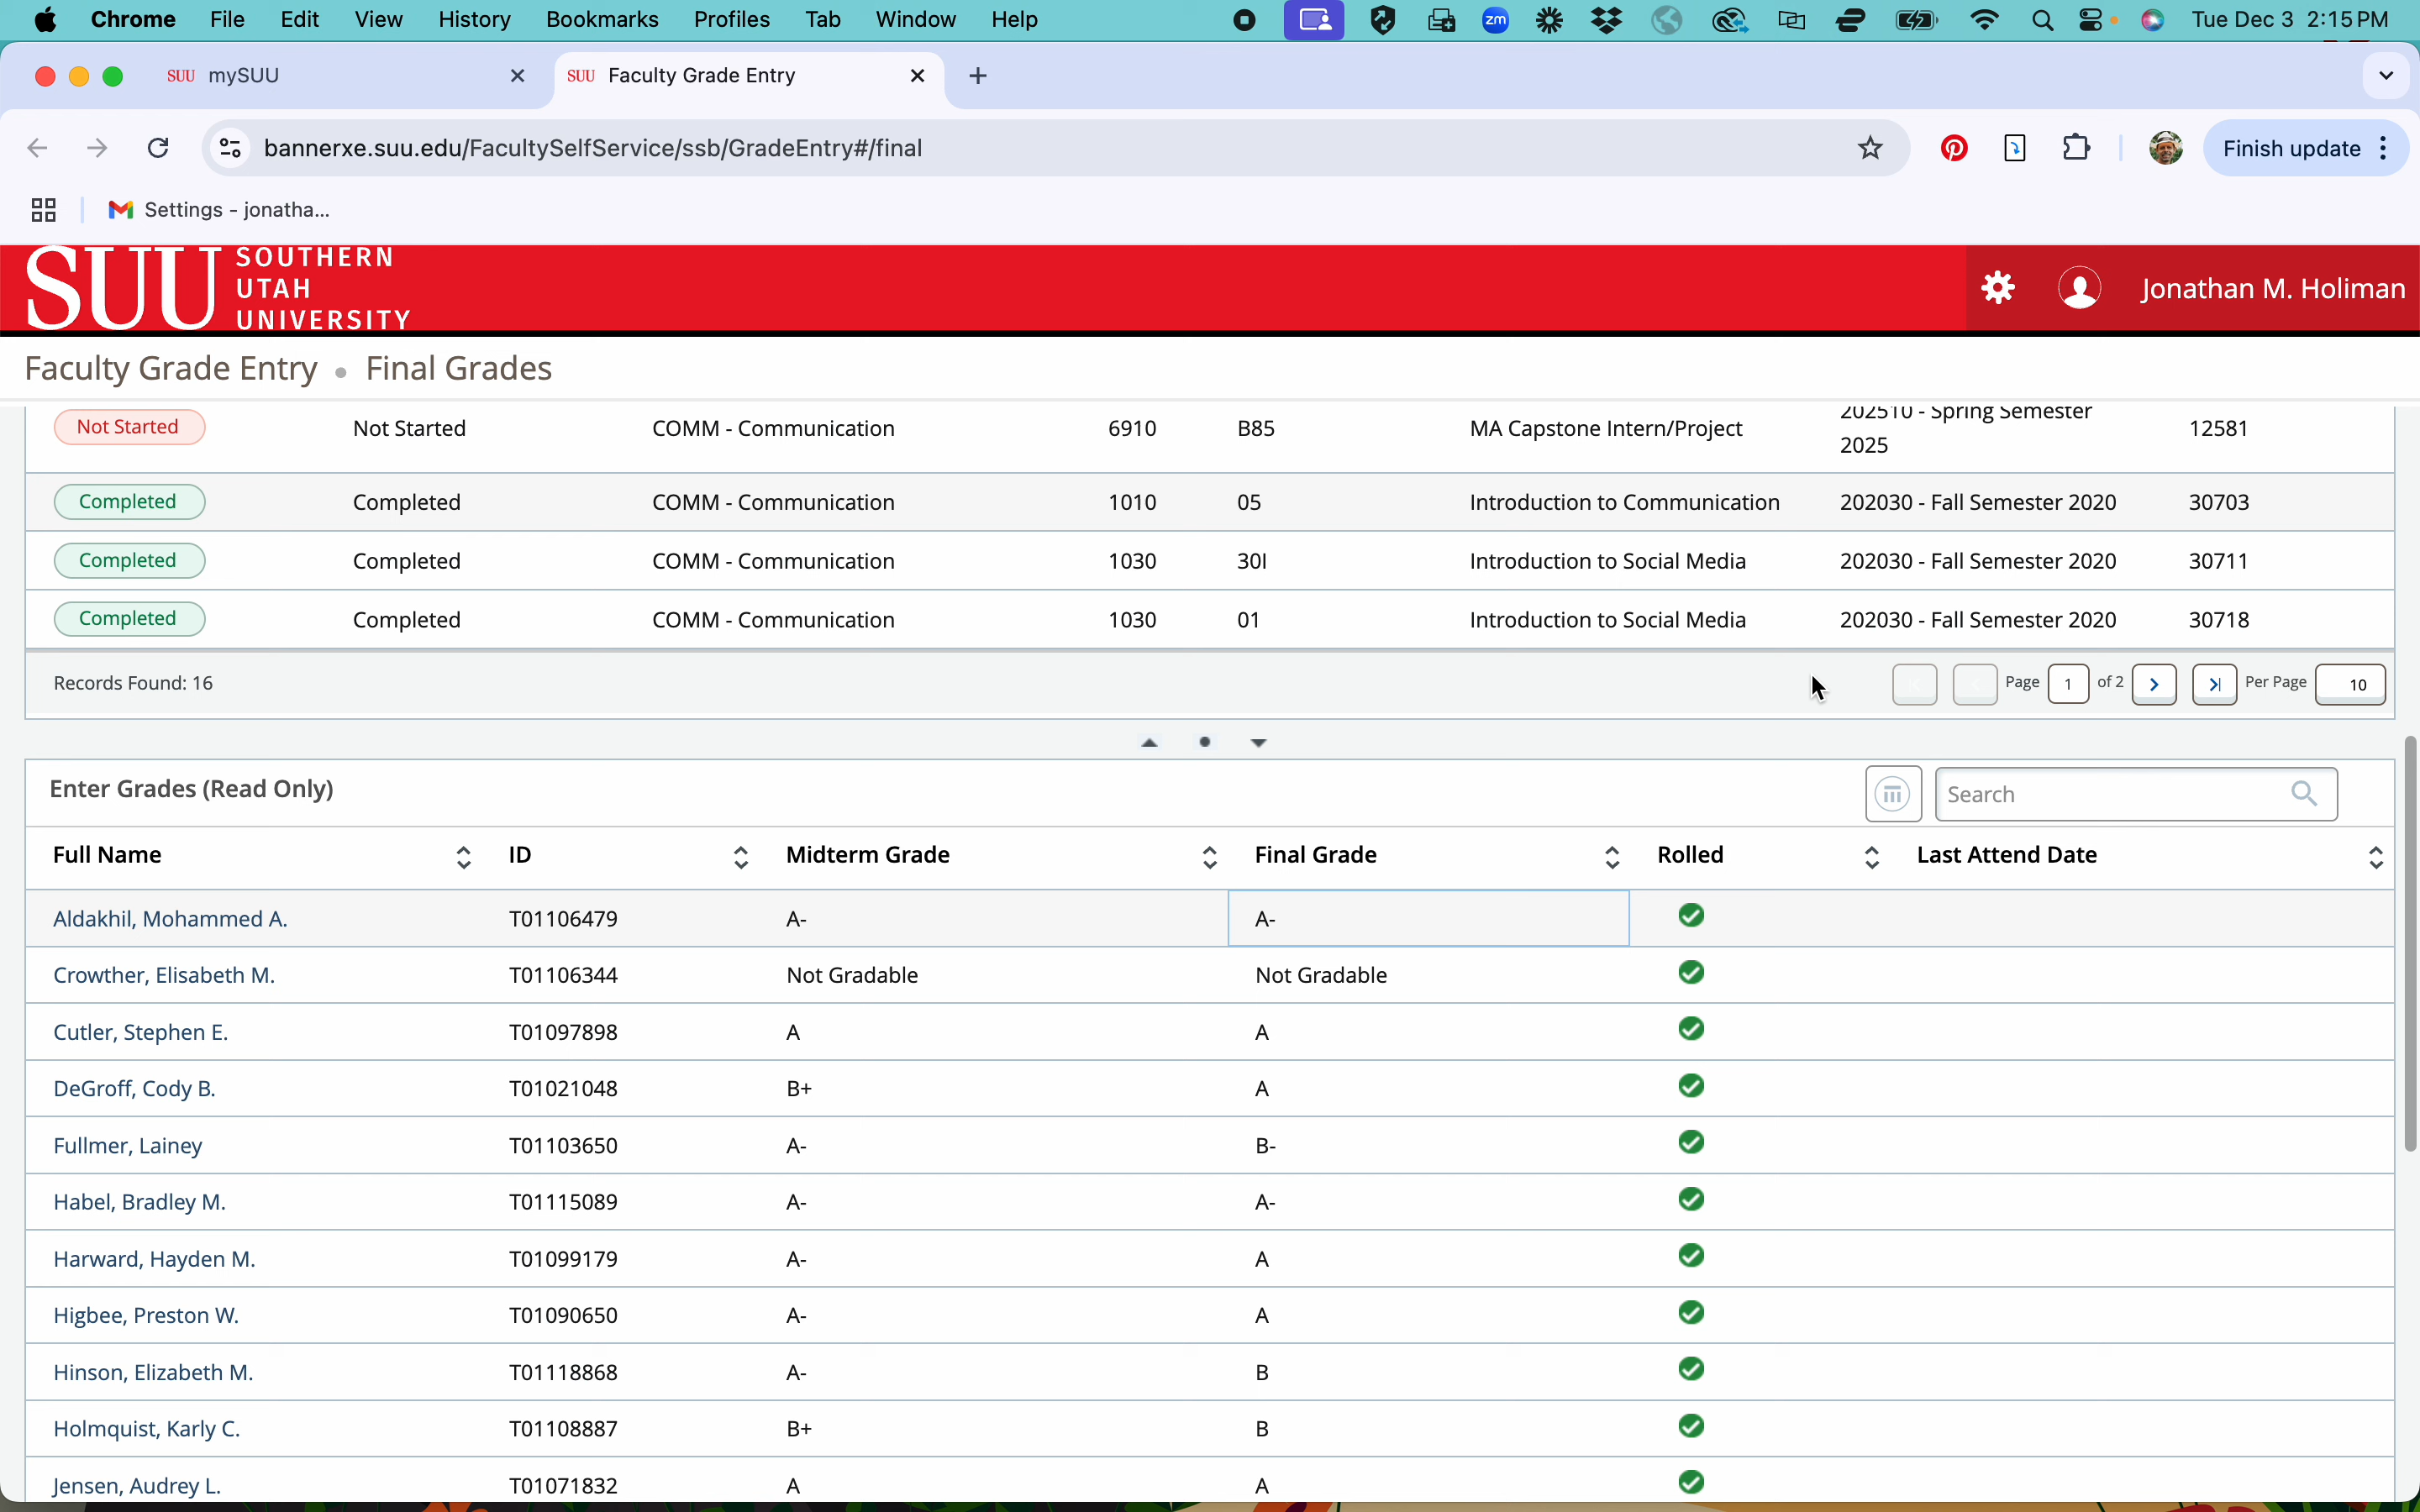 Chrome File Edit View History Bookmarks Profiles Tab Window Help zm Tue Dec 3 2:15 PM
SUU mySUU SUU Faculty Grade Entry
bannerxe.suu.edu/FacultySelfService/ssb/GradeEntry#/final Finish update
Settings - jonatha...
SUU SOUTHERN UTAH UNIVERSITY Jonathan M. Holiman
Faculty Grade Entry • Final Grades
Not Started Not Started COMM - Communication 6910 B85 MA Capstone Intern/Project 202510 - Spring Semester 2025 12581
Completed Completed COMM - Communication 1010 05 Introduction to Communication 202030 - Fall Semester 2020 30703
Completed Completed COMM - Communication 1030 30I Introduction to Social Media 202030 - Fall Semester 2020 30711
Completed Completed COMM - Communication 1030 01 Introduction to Social Media 202030 - Fall Semester 2020 30718
Records Found: 16 Page 1 of 2 Per Page 10
Enter Grades (Read Only) Search
Full Name ID Midterm Grade Final Grade Rolled Last Attend Date
Aldakhil, Mohammed A. T01106479 A- A-
Crowther, Elisabeth M. T01106344 Not Gradable Not Gradable
Cutler, Stephen E. T01097898 A A
DeGroff, Cody B. T01021048 B+ A
Fullmer, Lainey T01103650 A- B-
Habel, Bradley M. T01115089 A- A-
Harward, Hayden M. T01099179 A- A
Higbee, Preston W. T01090650 A- A
Hinson, Elizabeth M. T01118868 A- B
Holmquist, Karly C. T01108887 B+ B
Jensen, Audrey L. T01071832 A A